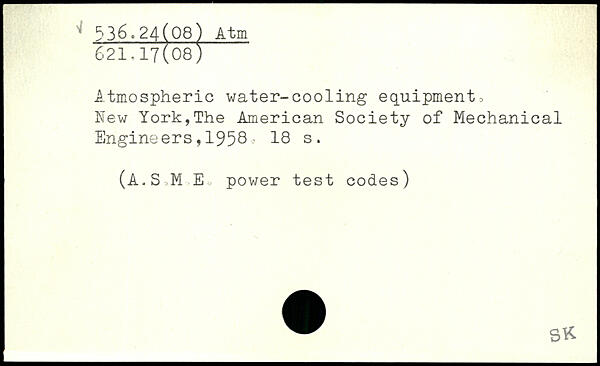 √ 536.24(08) Atm
621.17(08)
Atmospheric water-cooling equipment.
New York,The American Society of Mechanical
Engineers,1958. 18 s.
(A.S.M.E. power test codes)
SK